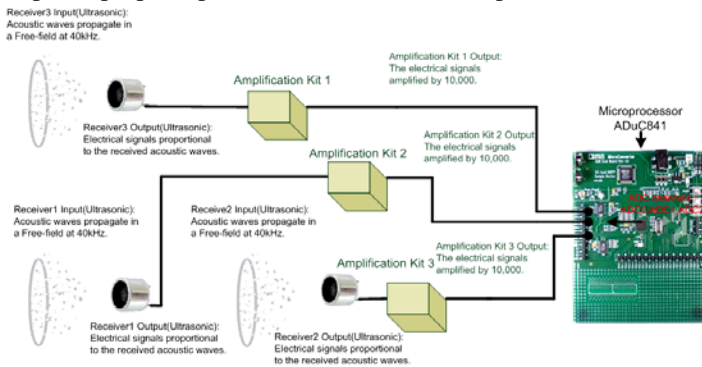 Receiver3 Input(Ultrasonic):
Acoustic waves propagate in
a Free-field at 40kHz.
Amplification Kit 1
Receiver3 Output(Ultrasonic):
Electrical signals proportional
to the received acoustic waves.
Amplification Kit 1 Output:
The electrical signals
amplified by 10,000.
Microprocessor
ADuC841
Amplification Kit 2
Amplification Kit 2 Output:
The electrical signals
amplified by 10,000.
Receiver1 Input(Ultrasonic):
Acoustic waves propagate in
a Free-field at 40kHz.
Receiver2 Input(Ultrasonic):
Acoustic waves propagate in
a Free-field at 40kHz.
Amplification Kit 3 Output:
The electrical signals
amplified by 10,000.
Amplification Kit 3
Receiver1 Output(Ultrasonic):
Electrical signals proportional
to the received acoustic waves.
Receiver2 Output(Ultrasonic):
Electrical signals proportional
to the received acoustic waves.